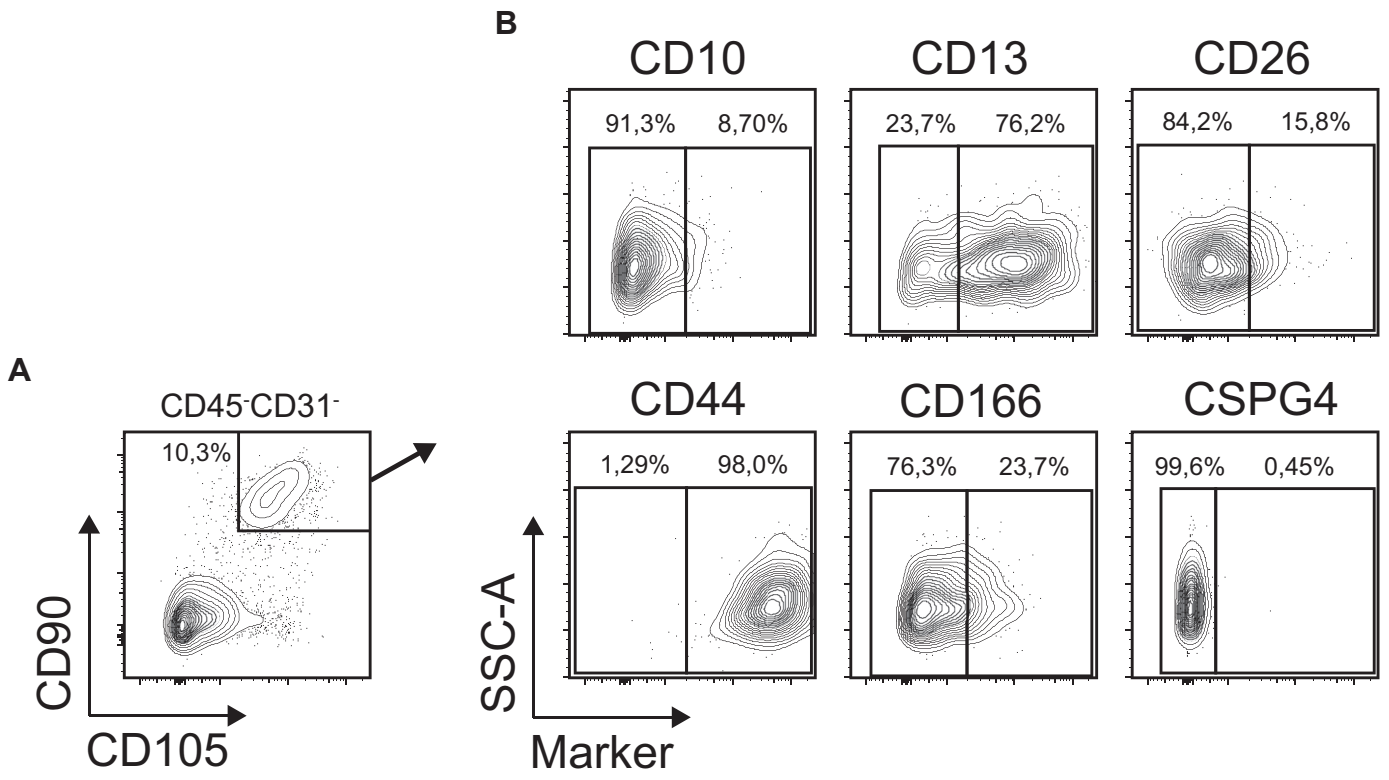 B
CD10
CD13
CD26
91,3% 8,70%
23,7% 76,2%
84,2% 15,8%
A
CD45-CD31-
10,3%
CD90
CD105
CD44
CD166
CSPG4
1,29% 98,0%
76,3% 23,7%
99,6% 0,45%
SSC-A
Marker